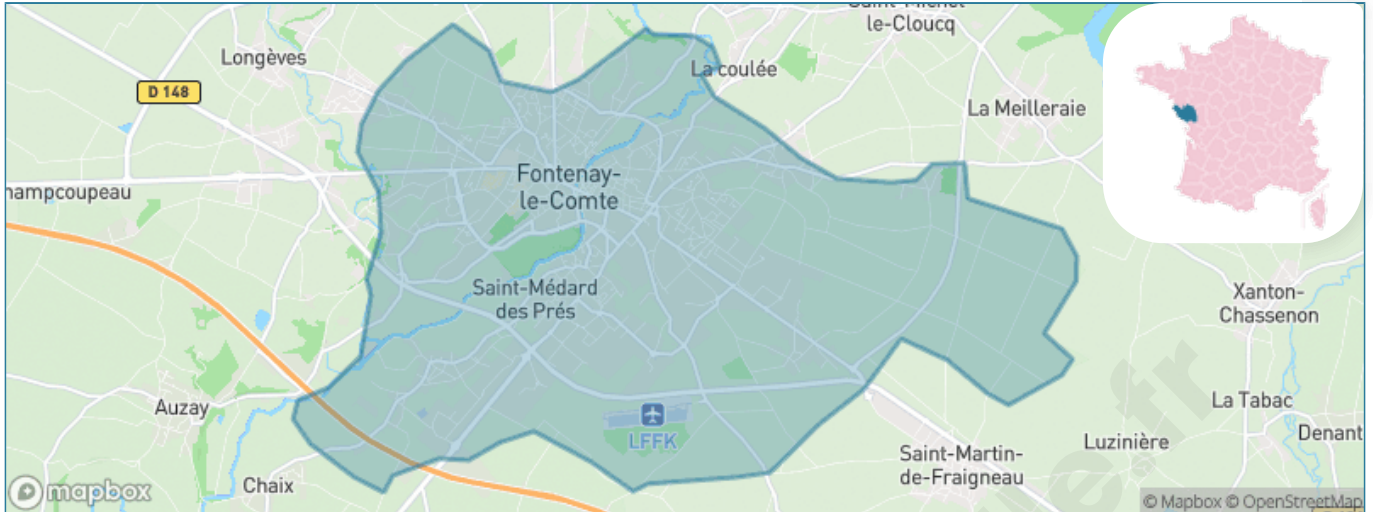 Saint-Michel
le-Cloucq
Longèves
La coulée
D 148
La Meilleraie
Fontenay-
le-Comte
hampcoupeau
Saint-Médard
des Prés
Xanton-
Chassenon
Auzay
La Tabac
LFFK
Luzinière
Denant
Saint-Martin-
de-Fraigneau
Chaix
mapbox
© Mapbox © OpenStreetMap